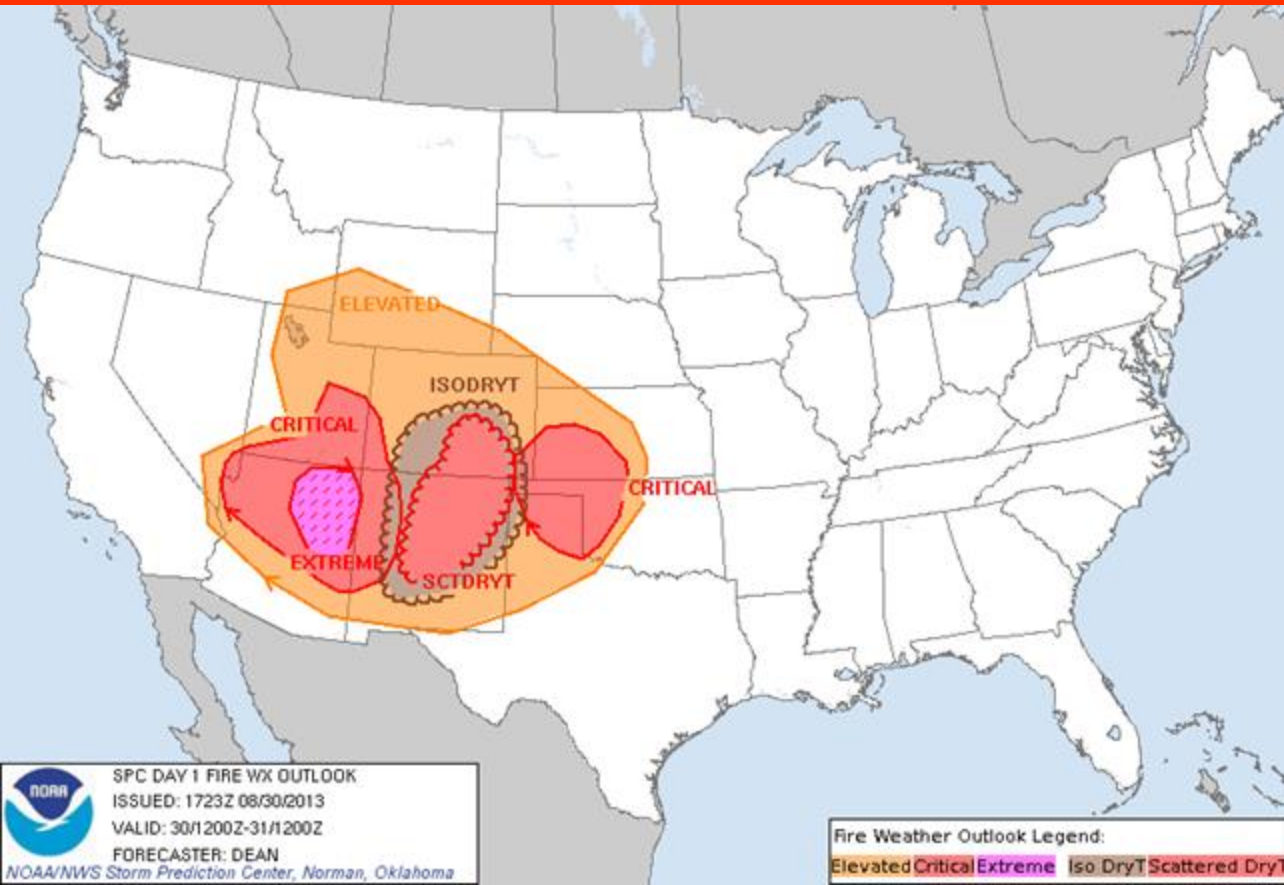 ELEVATED
ISODRYT
CRITICAL
CRITICAL
EXTREME
SCTDRYT
NOAA
SPC DAY 1 FIRE WX OUTLOOK
ISSUED: 1723Z 08/30/2013
VALID: 30/1200Z-31/1200Z
FORECASTER: DEAN
NOAA/NWS Storm Prediction Center, Norman, Oklahoma
Fire Weather Outlook Legend:
Elevated Critical Extreme Iso DryT Scattered DryT